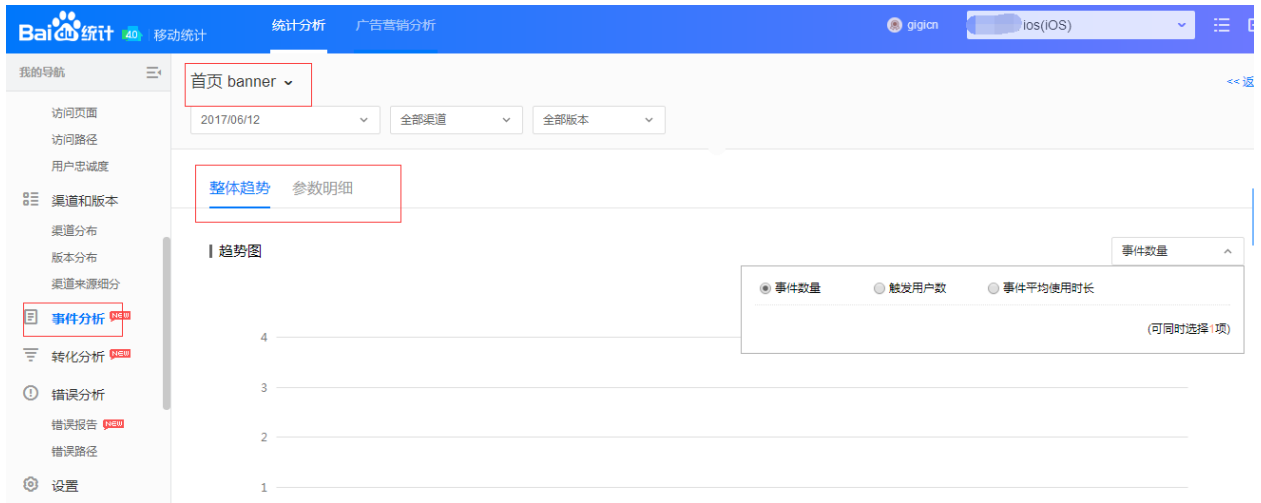 Bai 统计 4.0 移动统计 统计分析 广告营销分析 gigicn ios(iOS)
我的导航
首页 banner
<< 返
2017/06/12 全部渠道 全部版本
访问页面
访问路径
用户忠诚度
渠道和版本
渠道分布
版本分布
渠道来源细分
事件分析 NEW
转化分析 NEW
错误分析
错误报告 NEW
错误路径
设置
整体趋势 参数明细
趋势图
事件数量
事件数量 触发用户数 事件平均使用时长
(可同时选择1项)
4
3
2
1